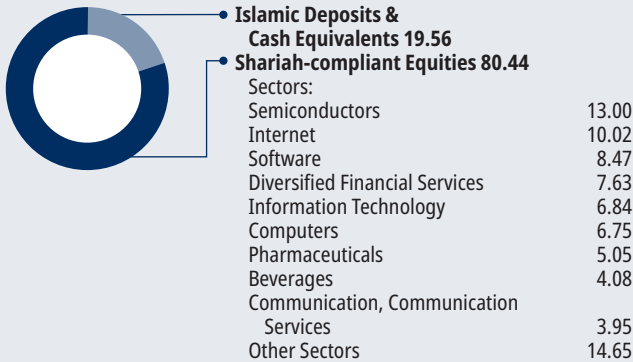 Islamic Deposits &
Cash Equivalents 19.56
Shariah-compliant Equities 80.44
Sectors:
Semiconductors 13.00
Internet 10.02
Software 8.47
Diversified Financial Services 7.63
Information Technology 6.84
Computers 6.75
Pharmaceuticals 5.05
Beverages 4.08
Communication, Communication
Services 3.95
Other Sectors 14.65